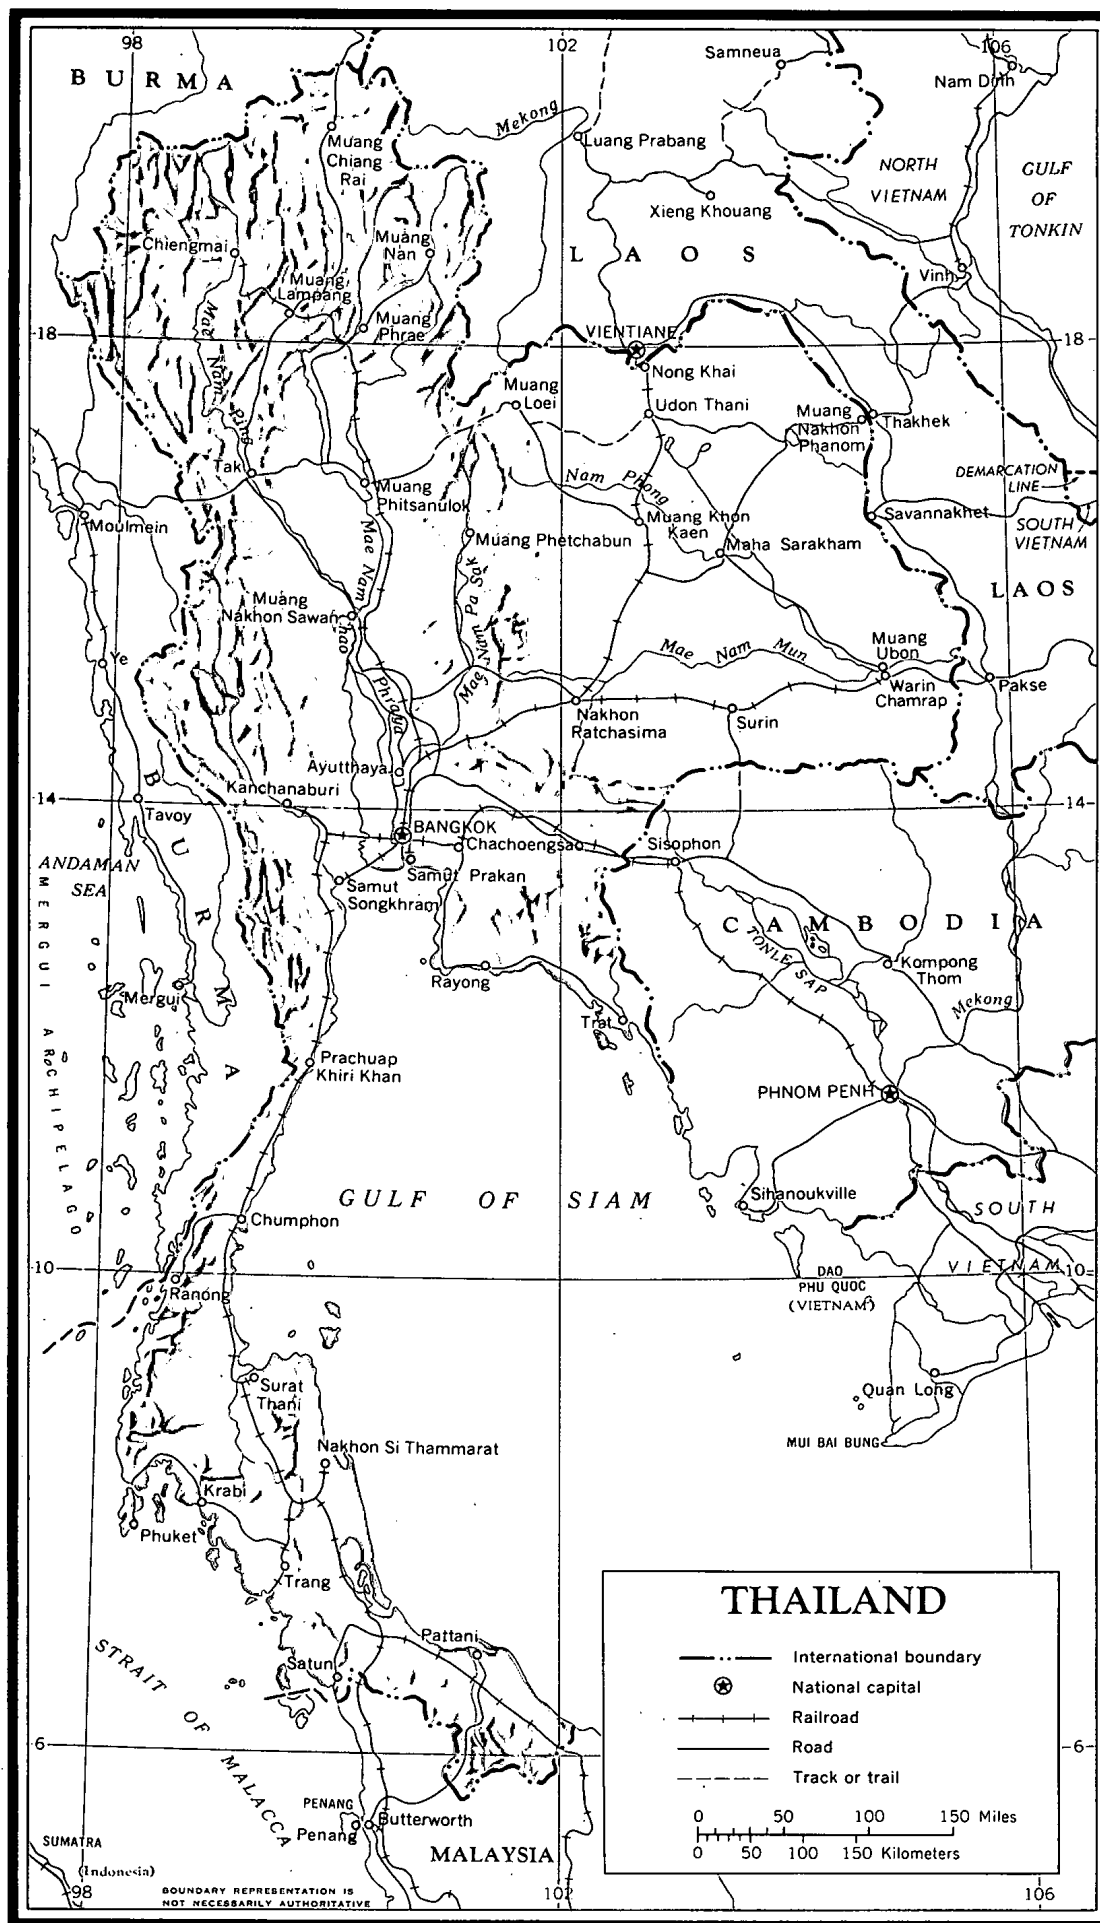 98
102
106
BURMA
Samneua
Nam Dinh
Mekong
Luang Prabang
Muang
Chiang
Rai
NORTH
VIETNAM
GULF
OF
TONKIN
Xieng Khouang
Chiengmai
Muang
Nan
LAOS
Vinh
Muang
Lampang
Mae Nam Ping
Muang
Phrae
18
VIENTIANE
18
Nong Khai
Muang
Loei
Udon Thani
Muang
Nakhon
Phanom
Thakhek
Tak
Muang
Phitsanulok
Nam Phong
DEMARCATION
LINE
Moulmein
Muang Khon
Kaen
Savannakhet
SOUTH
VIETNAM
Muang Phetchabun
Maha Sarakham
Mae Nam Chao Phraya
Mae Nam Pa Sak
LAOS
Muang
Nakhon Sawan
Ye
Mae Nam Mun
Muang
Ubon
Warin
Chamrap
Pakse
Nakhon
Ratchasima
Surin
Ayutthaya
Kanchanaburi
14
14
Tavoy
BURMA
BANGKOK
Chachoengsao
Sisophon
ANDAMAN
SEA
Samut Prakan
Samut
Songkhram
MERGUI ARCHIPELAGO
CAMBODIA
TONLE SAP
Kompong
Thom
Rayong
Mergui
Mekong
Trat
Prachuap
Khiri Khan
PHNOM PENH
GULF OF SIAM
Sihanoukville
SOUTH
VIETNAM
Chumphon
10
10
Ranong
DAO
PHU QUOC
(VIETNAM)
Surat
Thani
Quan Long
MUI BAI BUNG
Nakhon Si Thammarat
Krabi
Phuket
Trang
THAILAND
International boundary
National capital
Railroad
Road
Track or trail
0 50 100 150 Miles
0 50 100 150 Kilometers
Pattani
Satun
STRAIT OF MALACCA
6
6
PENANG
Penang
Butterworth
MALAYSIA
SUMATRA
(Indonesia)
98
102
106
BOUNDARY REPRESENTATION IS
NOT NECESSARILY AUTHORITATIVE